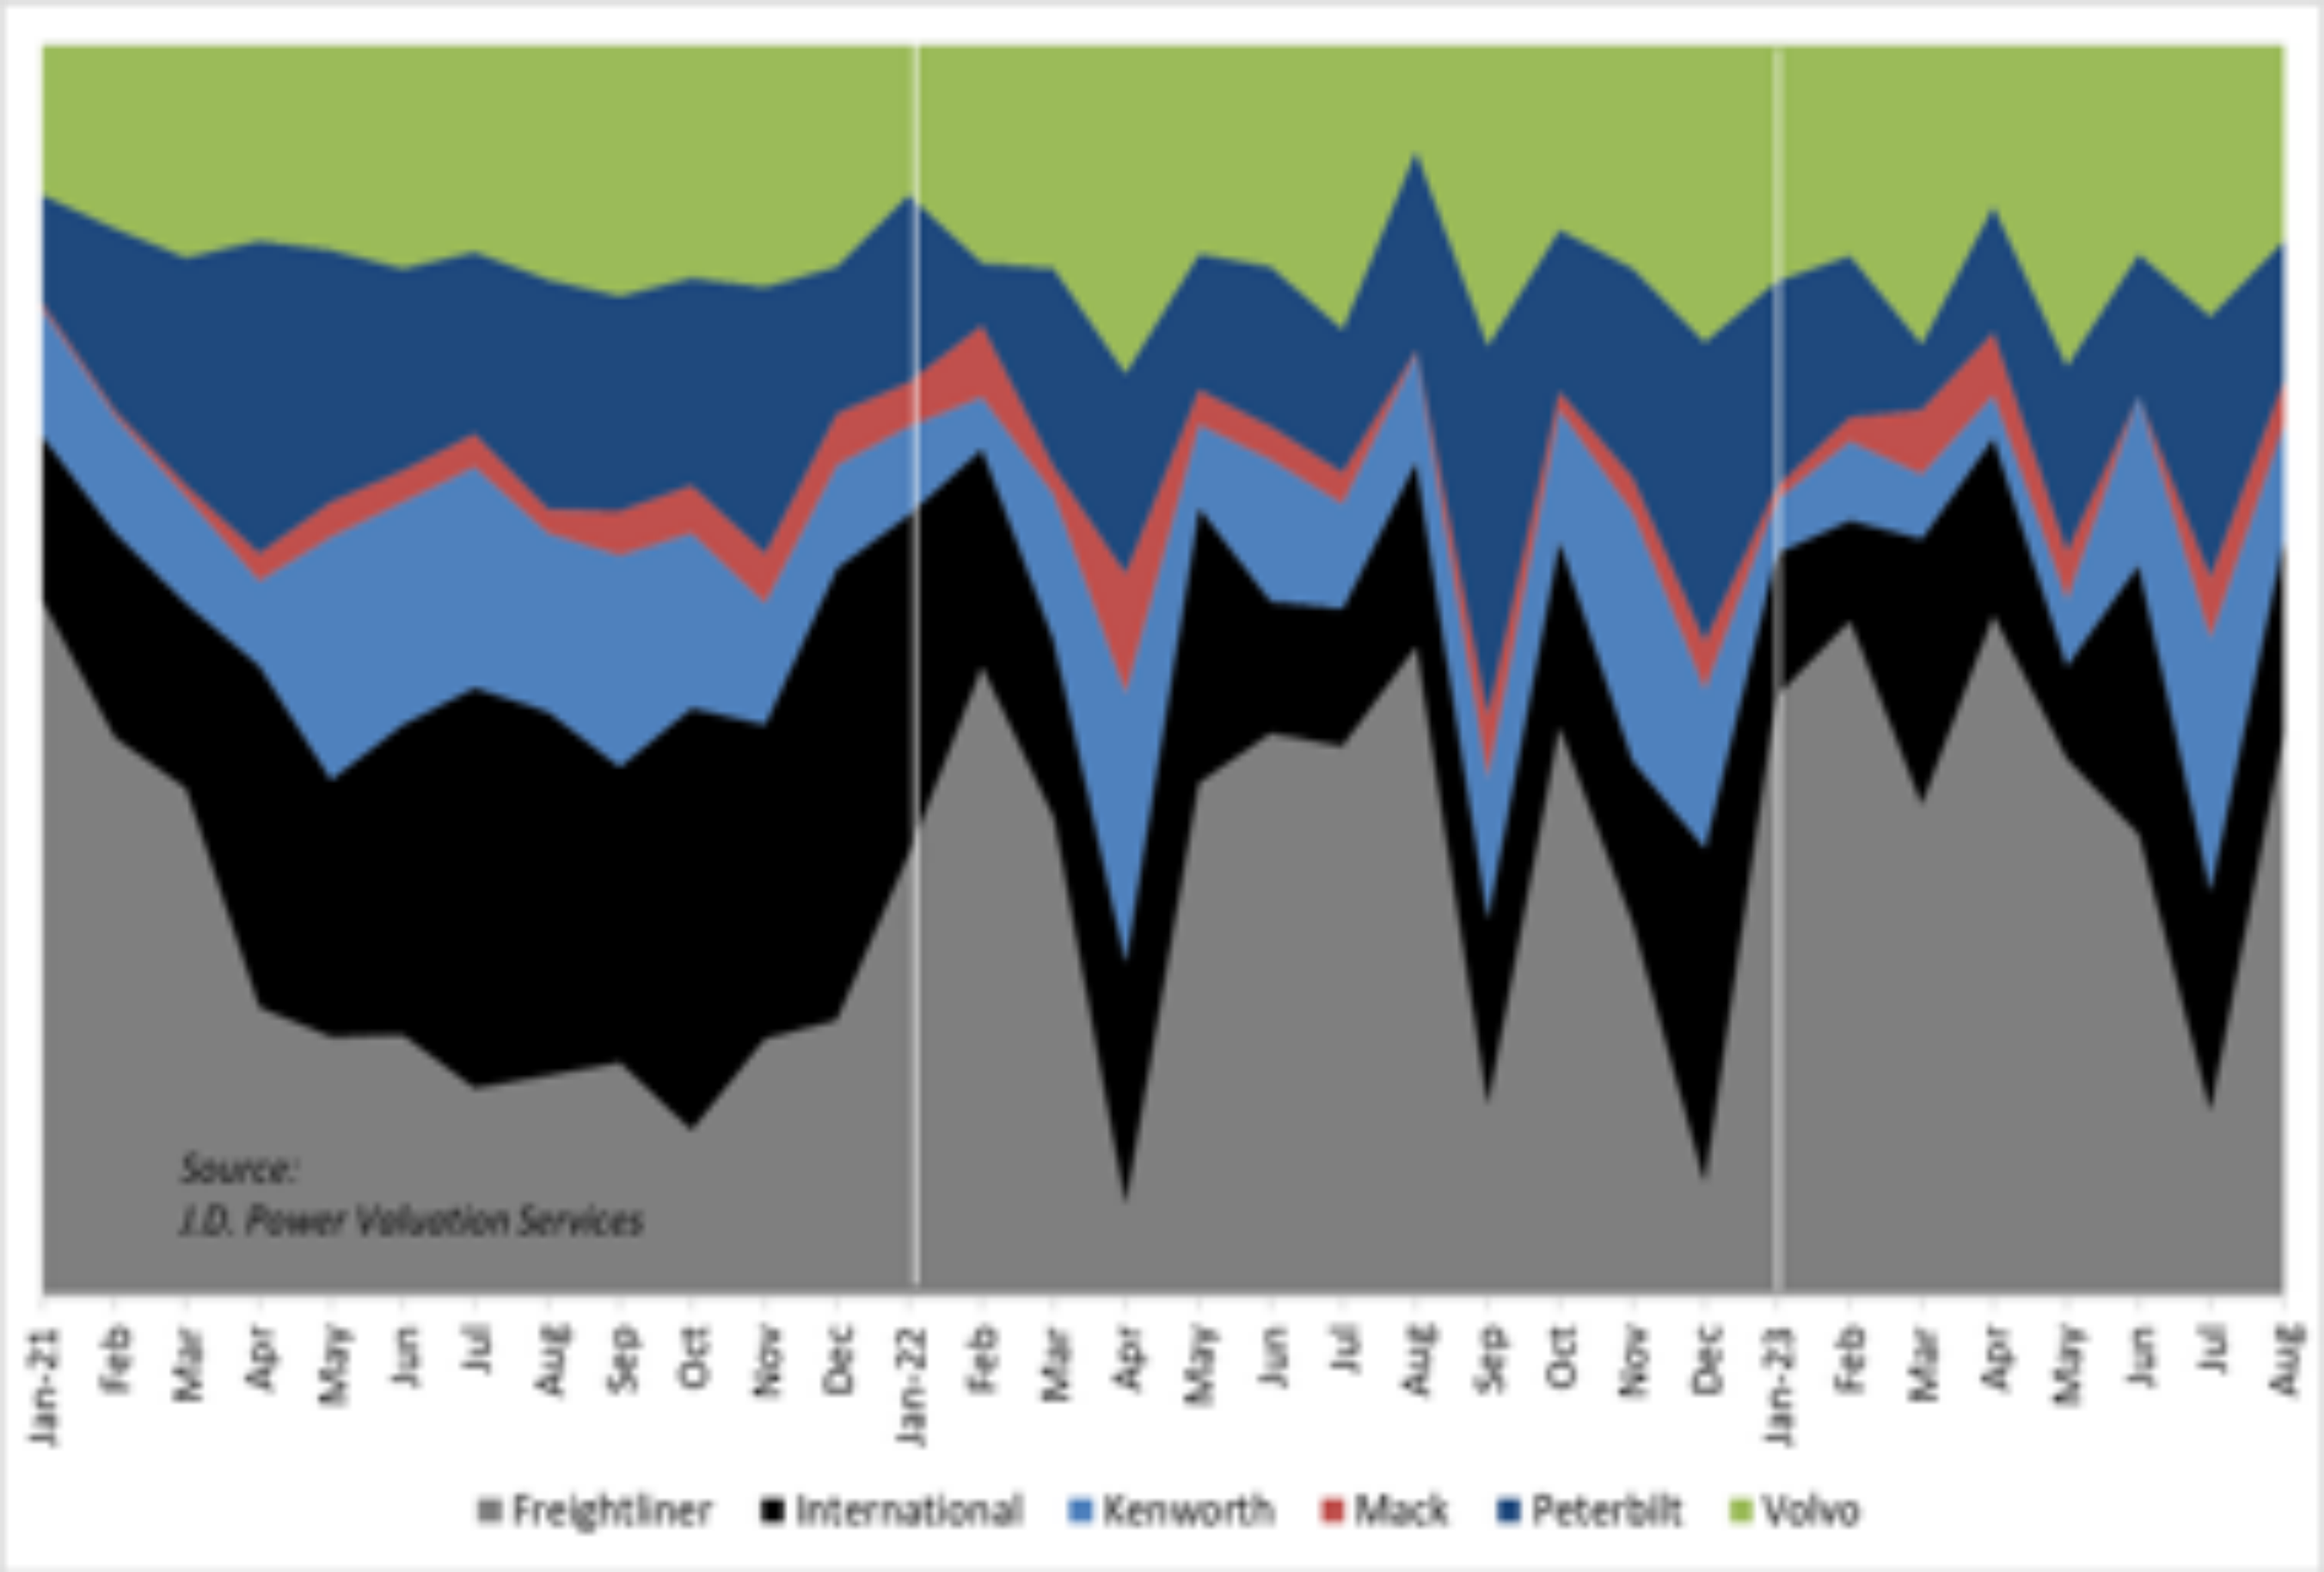 Source:
J.D. Power Valuation Services
Jan-21 Feb Mar Apr May Jun Jul Aug Sep Oct Nov Dec Jan-22 Feb Mar Apr May Jun Jul Aug Sep Oct Nov Dec Jan-23 Feb Mar Apr May Jun Jul Aug
Freightliner International Kenworth Mack Peterbilt Volvo